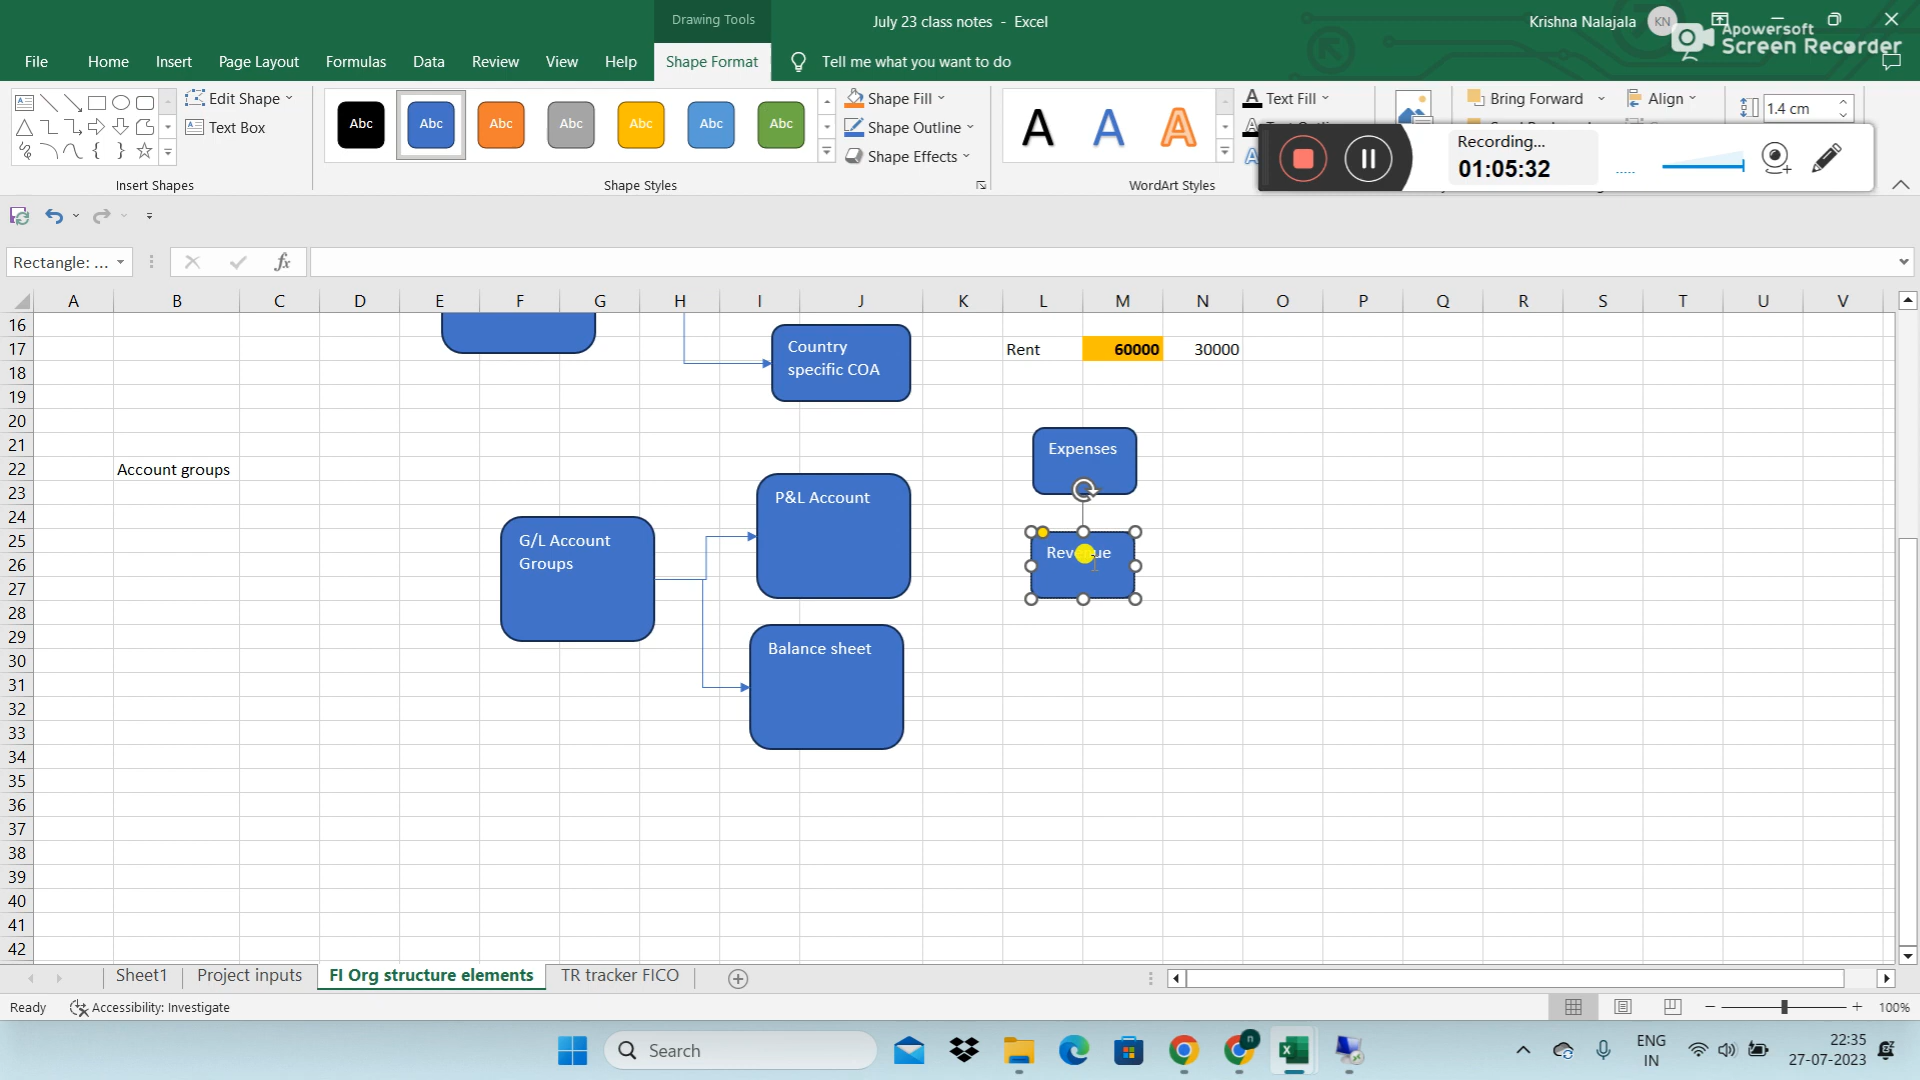 Drawing Tools
July 23 class notes - Excel
Krishna Nalajala
KN
Apowersoft
Screen Recorder
File
Home
Insert
Page Layout
Formulas
Data
Review
View
Help
Shape Format
Tell me what you want to do
Edit Shape
Text Box
Insert Shapes
Abc
Abc
Abc
Abc
Abc
Abc
Abc
Shape Fill
Shape Outline
Shape Effects
Shape Styles
A
A
A
WordArt Styles
Text Fill
Bring Forward
Align
1.4 cm
Recording...
01:05:32
Rectangle: ...
fx
A B C D E F G H I J K L M N O P Q R S T U V
16
17
18
19
20
21
22
23
24
25
26
27
28
29
30
31
32
33
34
35
36
37
38
39
40
41
42
Country
specific COA
Rent 60000 30000
Expenses
Account groups
P&L Account
G/L Account
Groups
Revenue
Balance sheet
Sheet1
Project inputs
FI Org structure elements
TR tracker FICO
Ready
Accessibility: Investigate
100%
Search
n
ENG
IN
22:35
27-07-2023